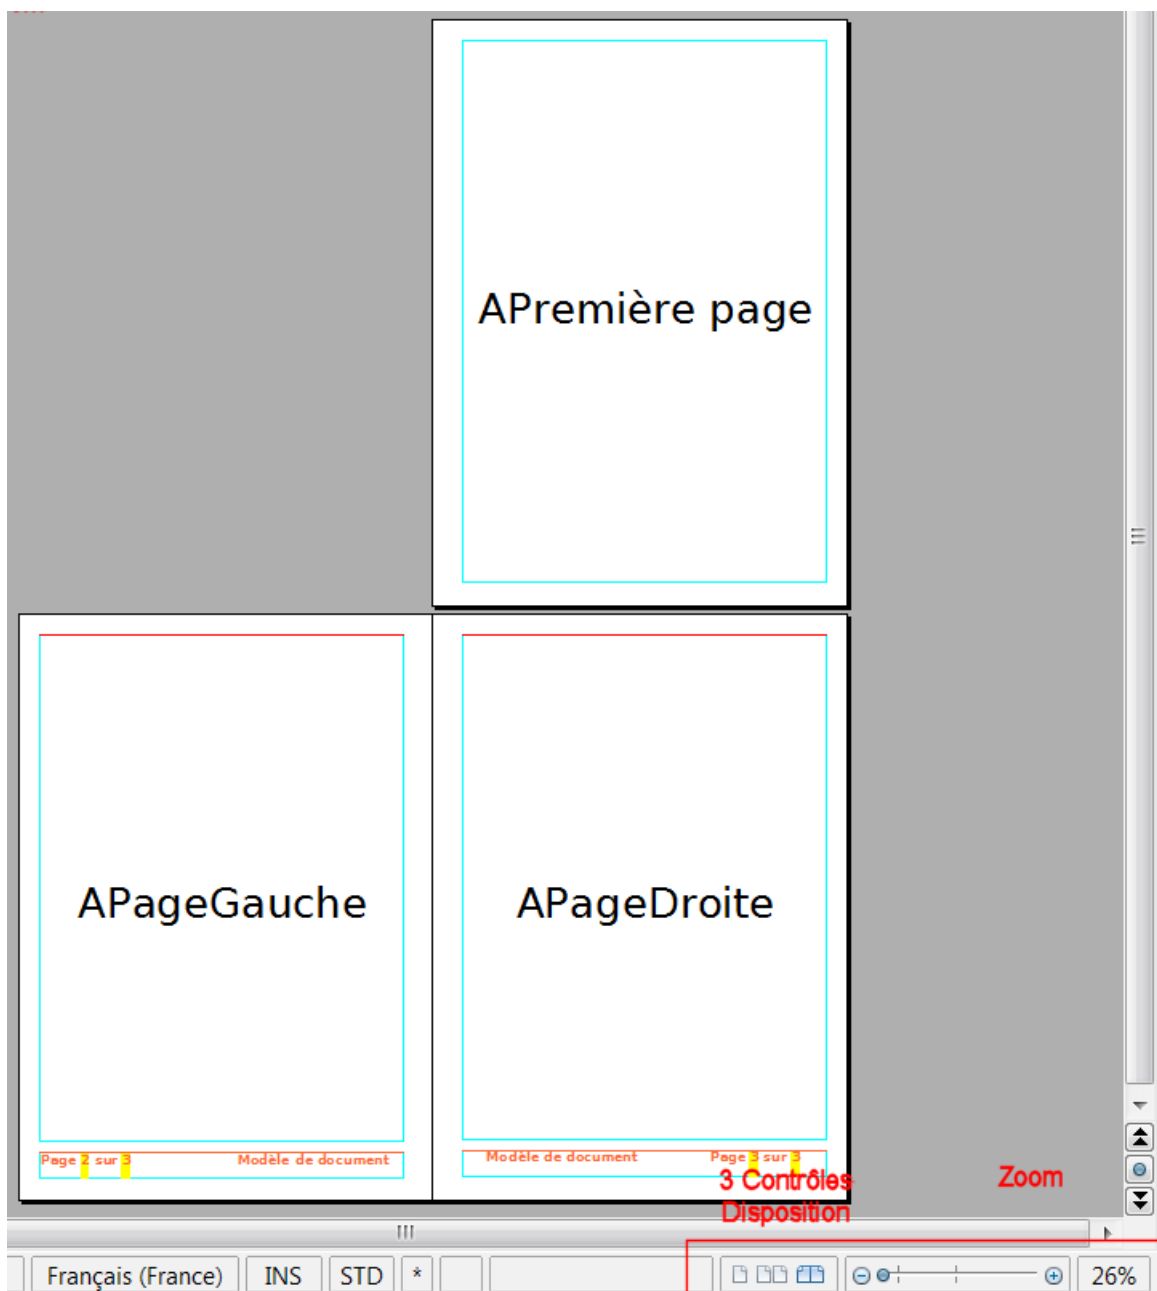 APremière page
APageGauche
APageDroite
Page 2 sur 3 Modèle de document
Modèle de document Page 3 sur 3
3 Contrôles
Disposition
Zoom
Français (France) INS STD * 26%